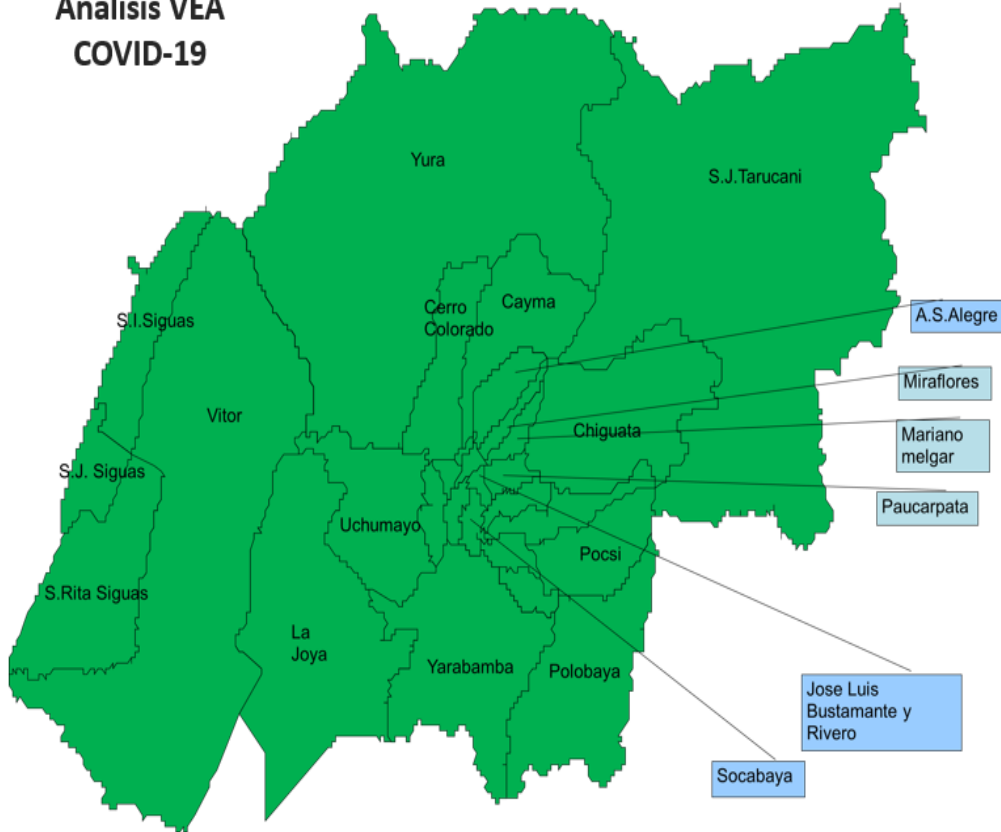 Analisis VEA
COVID-19
Yura
S.J.Tarucani
Cerro
Colorado
Cayma
A.S.Alegre
S.I.Siguas
Miraflores
Vitor
Chiguata
Mariano
melgar
S.J. Siguas
Paucarpata
Uchumayo
Pocsi
S.Rita Siguas
La
Joya
Yarabamba
Polobaya
Jose Luis
Bustamante y
Rivero
Socabaya